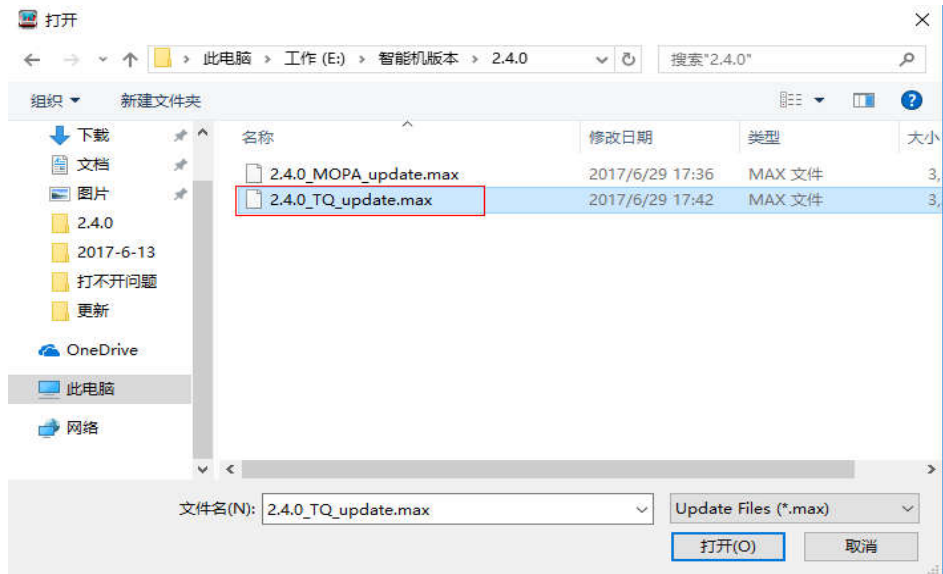 打开
此电脑 › 工作 (E:) › 智能机版本 › 2.4.0
搜索"2.4.0"
组织 新建文件夹
下载
文档
图片
2.4.0
2017-6-13
打不开问题
更新
OneDrive
此电脑
网络
名称 修改日期 类型 大小
2.4.0_MOPA_update.max 2017/6/29 17:36 MAX 文件 3,
2.4.0_TQ_update.max 2017/6/29 17:42 MAX 文件 3,
文件名(N): 2.4.0_TQ_update.max Update Files (*.max)
打开(O) 取消